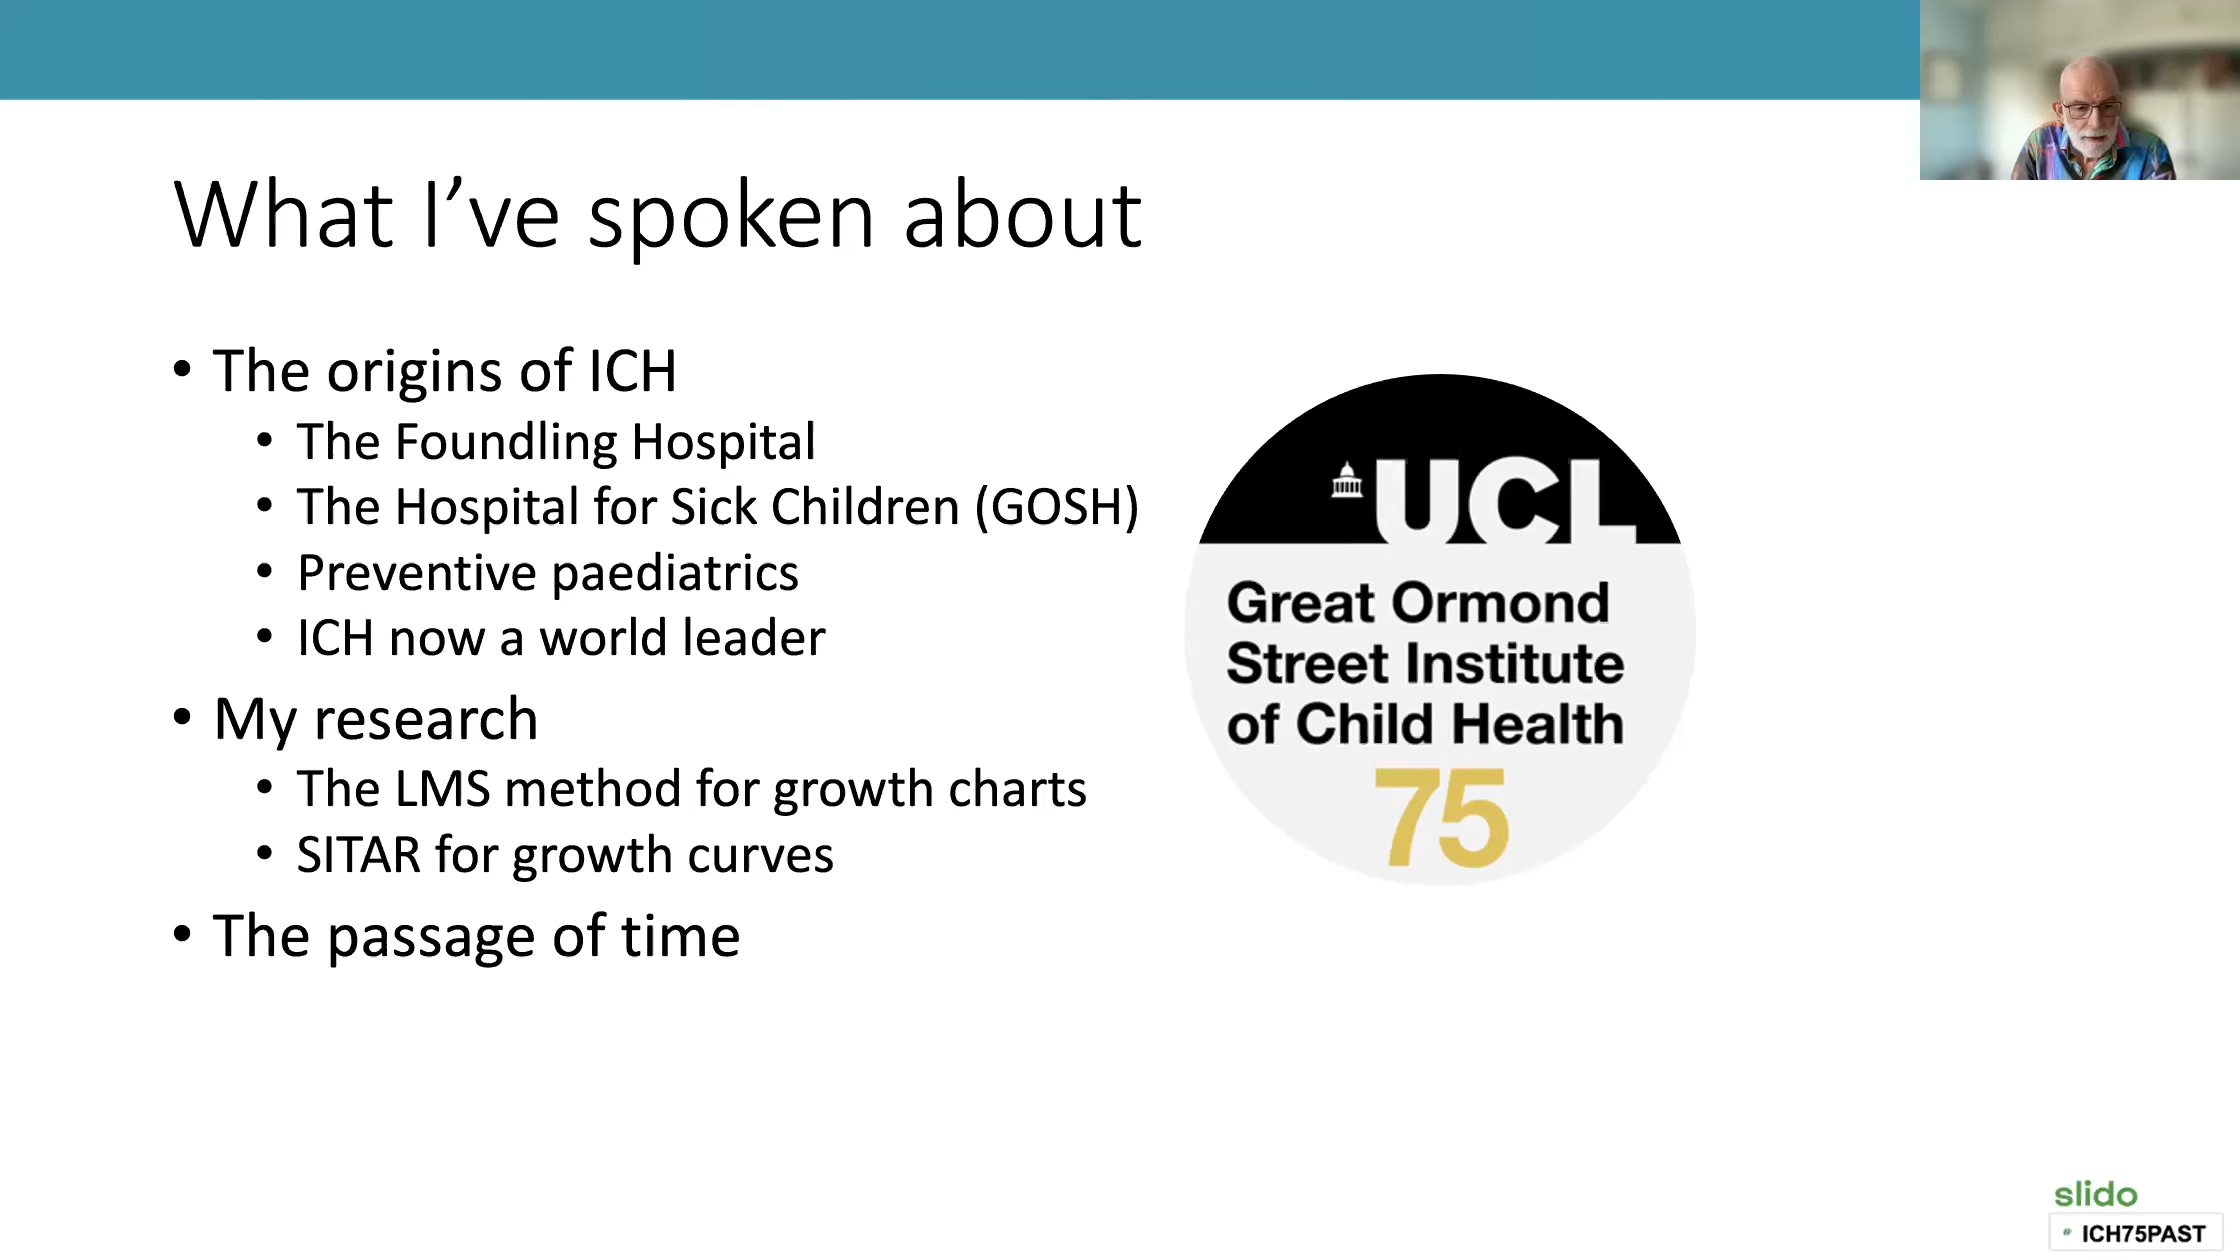 What I’ve spoken about
• The origins of ICH
• The Foundling Hospital
• The Hospital for Sick Children (GOSH)
• Preventive paediatrics
• ICH now a world leader
• My research
• The LMS method for growth charts
• SITAR for growth curves
• The passage of time
UCL
Great Ormond
Street Institute
of Child Health
75
slido
# ICH75PAST